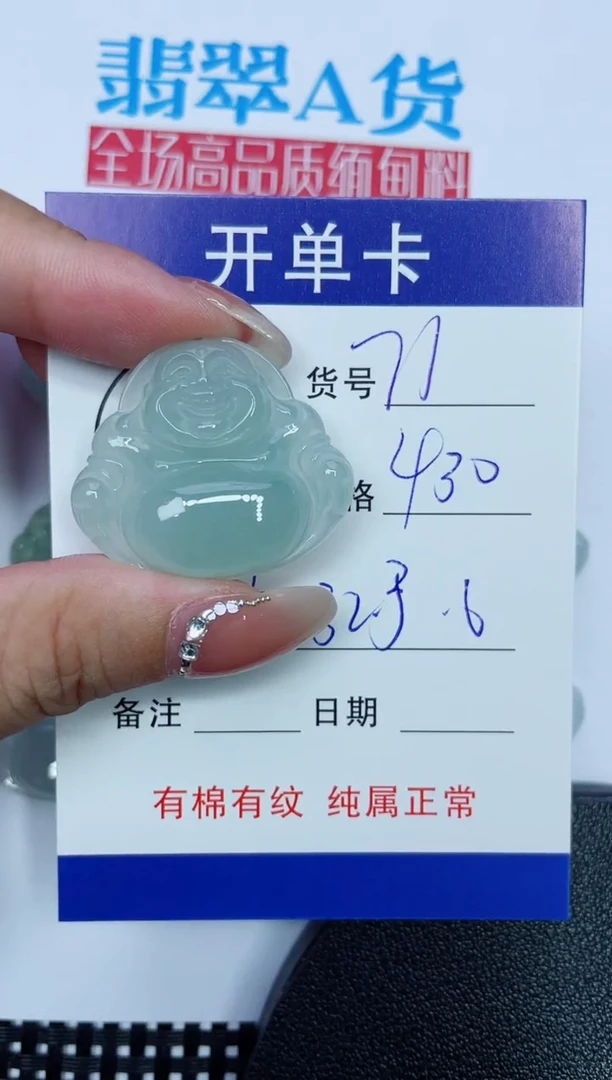 翡翠A货
全场高品质缅甸料
开单卡
货号 71
格 430
备注 日期
有棉有纹 纯属正常